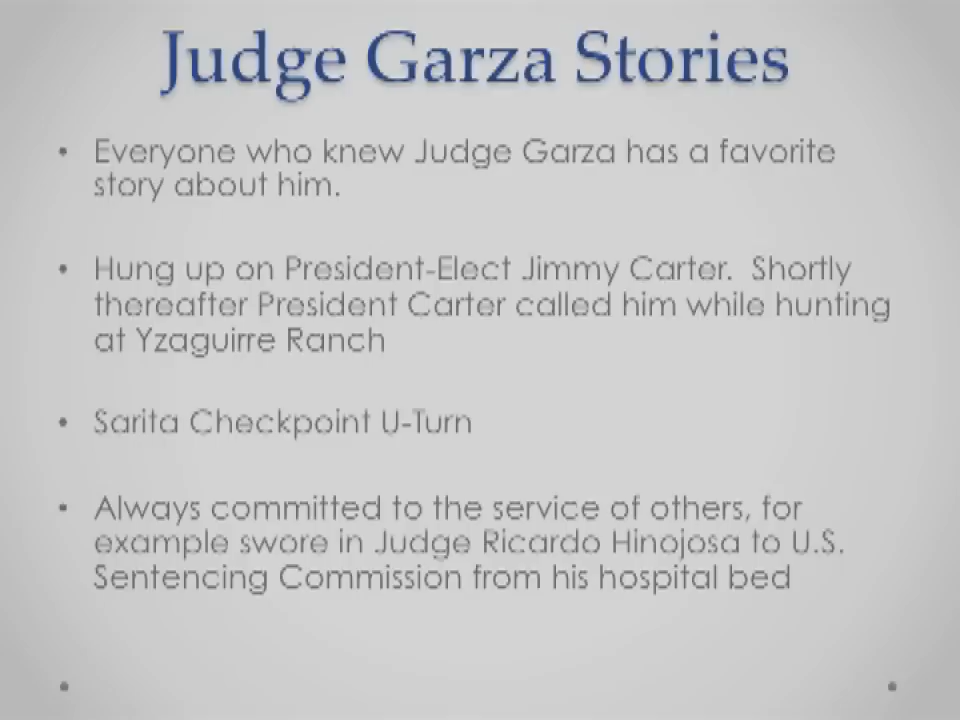 Judge Garza Stories
• Everyone who knew Judge Garza has a favorite
story about him.
• Hung up on President-Elect Jimmy Carter.  Shortly
thereafter President Carter called him while hunting
at Yzaguirre Ranch
• Sarita Checkpoint U-Turn
• Always committed to the service of others, for
example swore in Judge Ricardo Hinojosa to U.S.
Sentencing Commission from his hospital bed